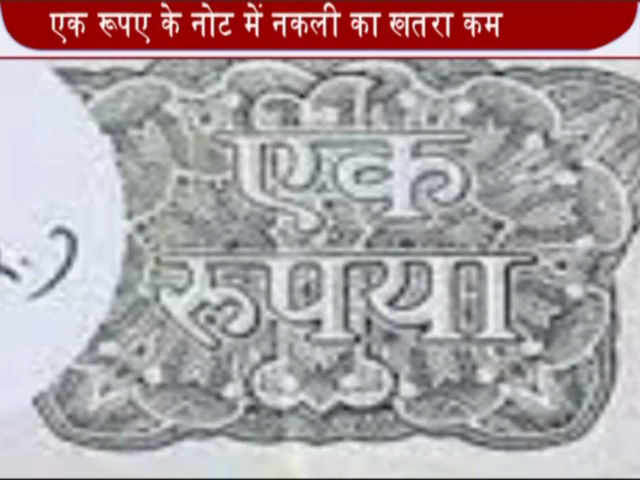 एक रूपए के नोट में नकली का खतरा कम
एक
रूपया